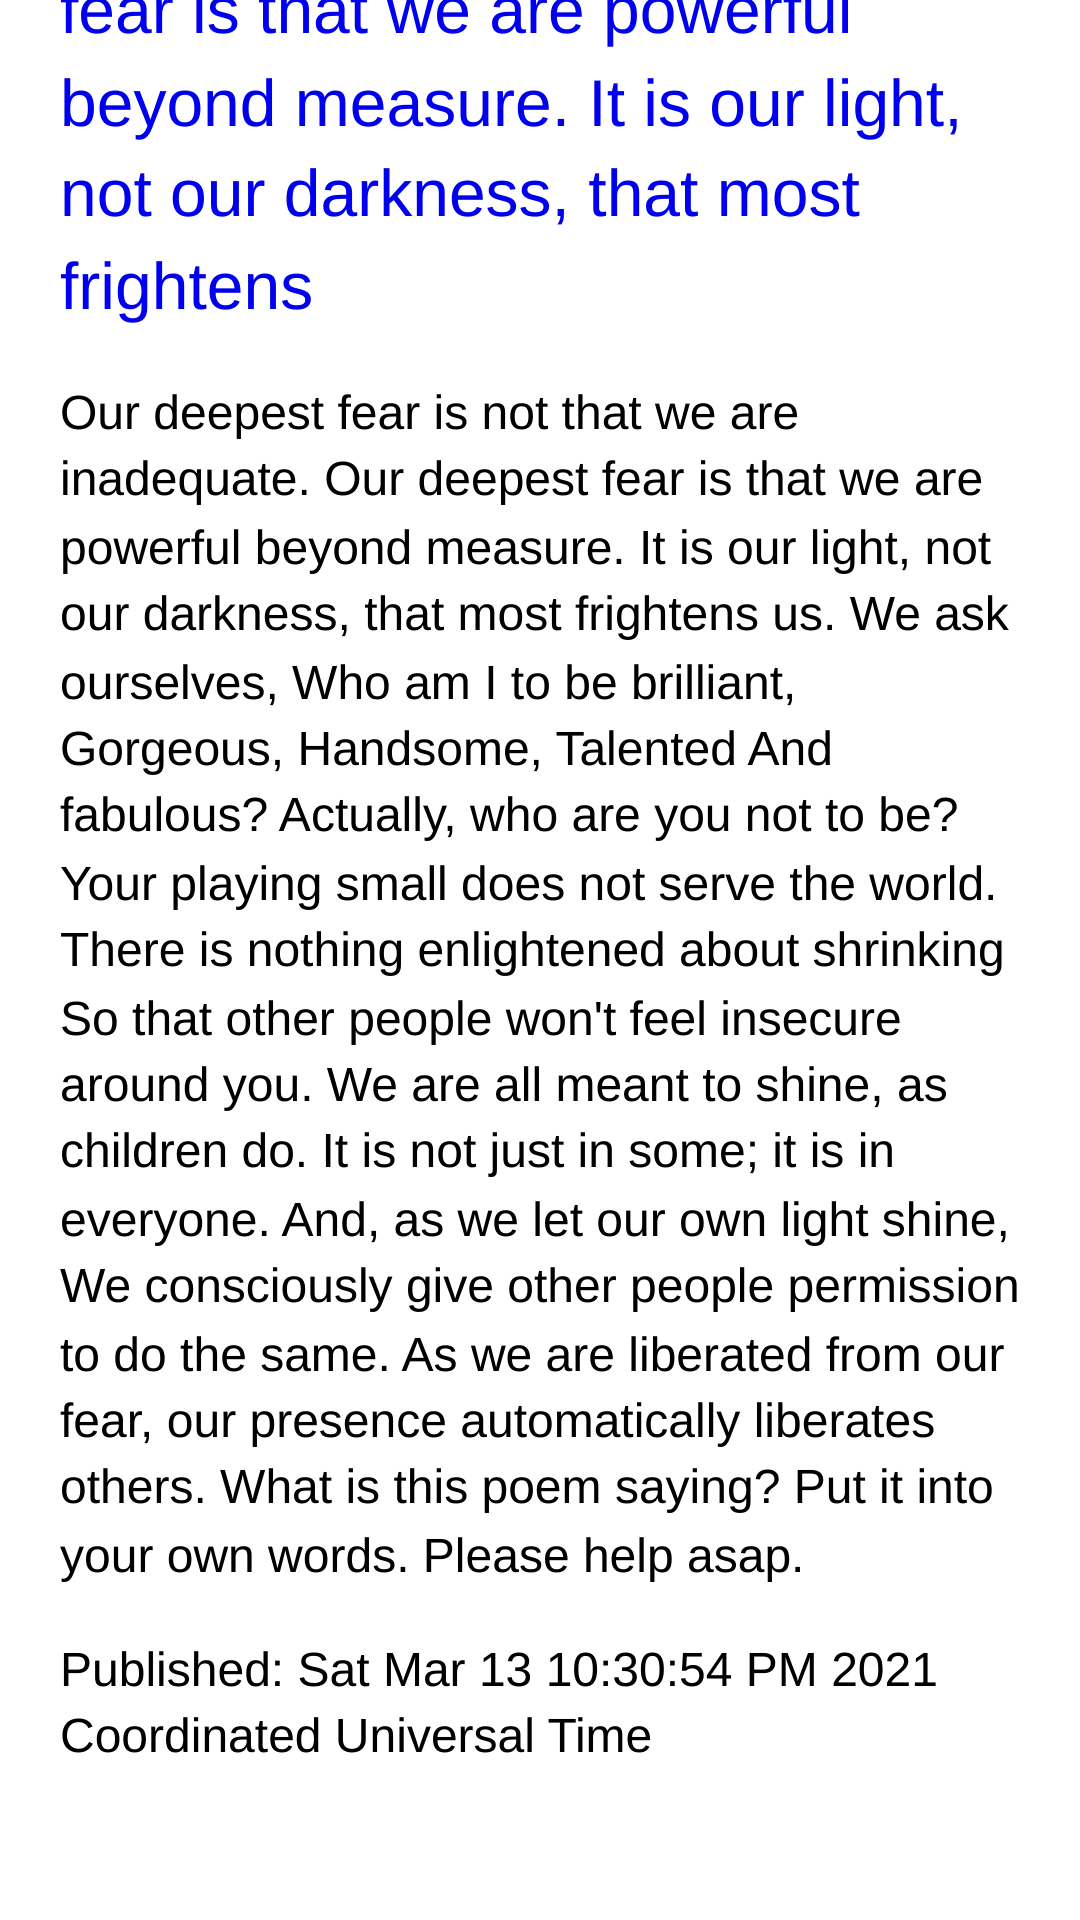 fear is that we are powerful
beyond measure. It is our light,
not our darkness, that most
frightens
Our deepest fear is not that we are
inadequate. Our deepest fear is that we are
powerful beyond measure. It is our light, not
our darkness, that most frightens us. We ask
ourselves, Who am I to be brilliant,
Gorgeous, Handsome, Talented And
fabulous? Actually, who are you not to be?
Your playing small does not serve the world.
There is nothing enlightened about shrinking
So that other people won't feel insecure
around you. We are all meant to shine, as
children do. It is not just in some; it is in
everyone. And, as we let our own light shine,
We consciously give other people permission
to do the same. As we are liberated from our
fear, our presence automatically liberates
others. What is this poem saying? Put it into
your own words. Please help asap.
Published: Sat Mar 13 10:30:54 PM 2021
Coordinated Universal Time